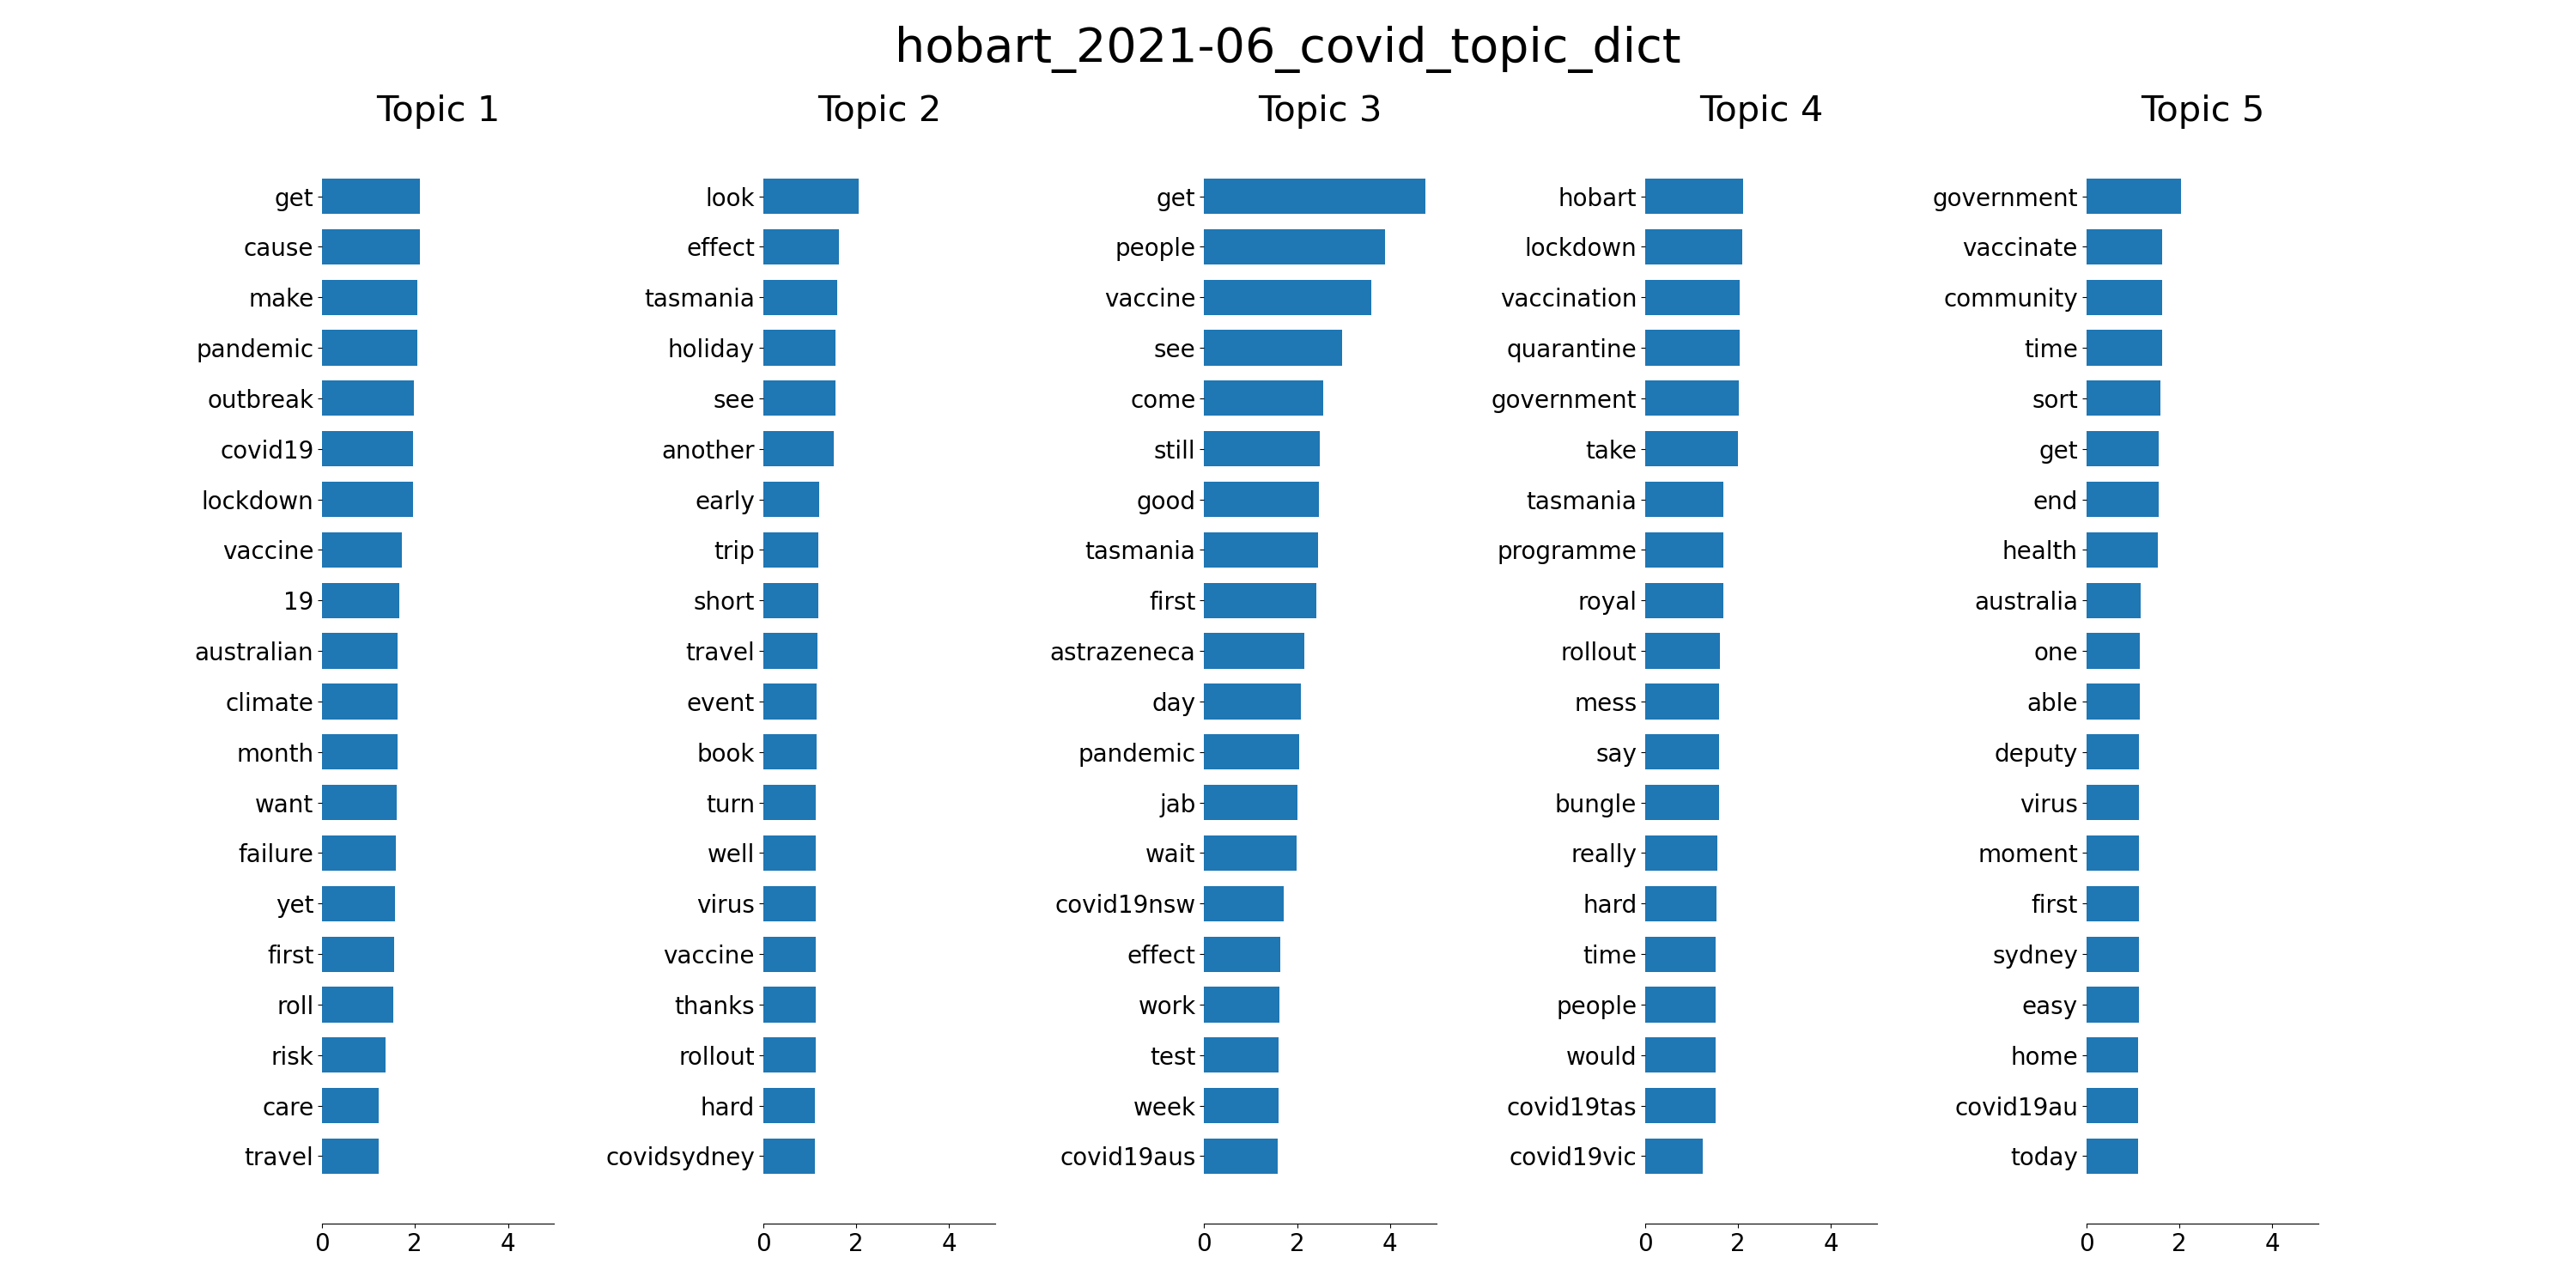 hobart_2021-06_covid_topic_dict
Topic 1
get
cause
make
pandemic
outbreak
covid19
lockdown
vaccine
19
australian
climate
month
want
failure
yet
first
roll
risk
care
travel
0 2 4
Topic 2
look
effect
tasmania
holiday
see
another
early
trip
short
travel
event
book
turn
well
virus
vaccine
thanks
rollout
hard
covidsydney
0 2 4
Topic 3
get
people
vaccine
see
come
still
good
tasmania
first
astrazeneca
day
pandemic
jab
wait
covid19nsw
effect
work
test
week
covid19aus
0 2 4
Topic 4
hobart
lockdown
vaccination
quarantine
government
take
tasmania
programme
royal
rollout
mess
say
bungle
really
hard
time
people
would
covid19tas
covid19vic
0 2 4
Topic 5
government
vaccinate
community
time
sort
get
end
health
australia
one
able
deputy
virus
moment
first
sydney
easy
home
covid19au
today
0 2 4